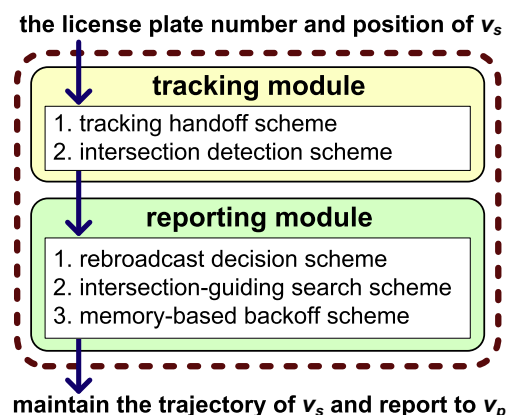 the license plate number and position of vs
tracking module
1. tracking handoff scheme
2. intersection detection scheme
reporting module
1. rebroadcast decision scheme
2. intersection-guiding search scheme
3. memory-based backoff scheme
maintain the trajectory of vs and report to vp